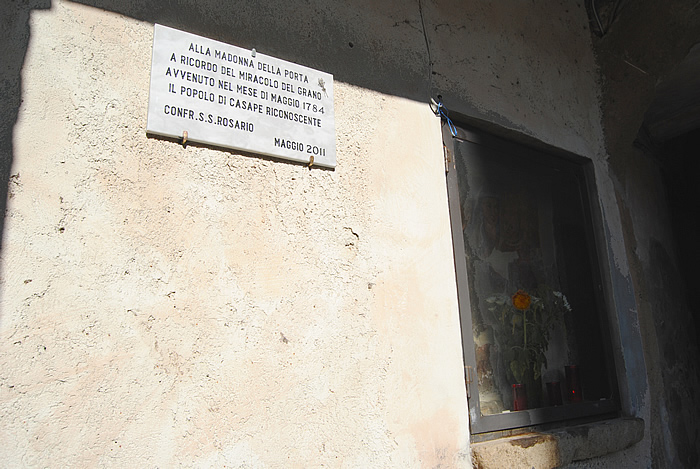 ALLA MADONNA DELLA PORTA
A RICORDO DEL MIRACOLO DEL GRANO
AVVENUTO NEL MESE DI MAGGIO 1784
IL POPOLO DI CASAPE RICONOSCENTE
CONFR.S.S.ROSARIO
MAGGIO 2011